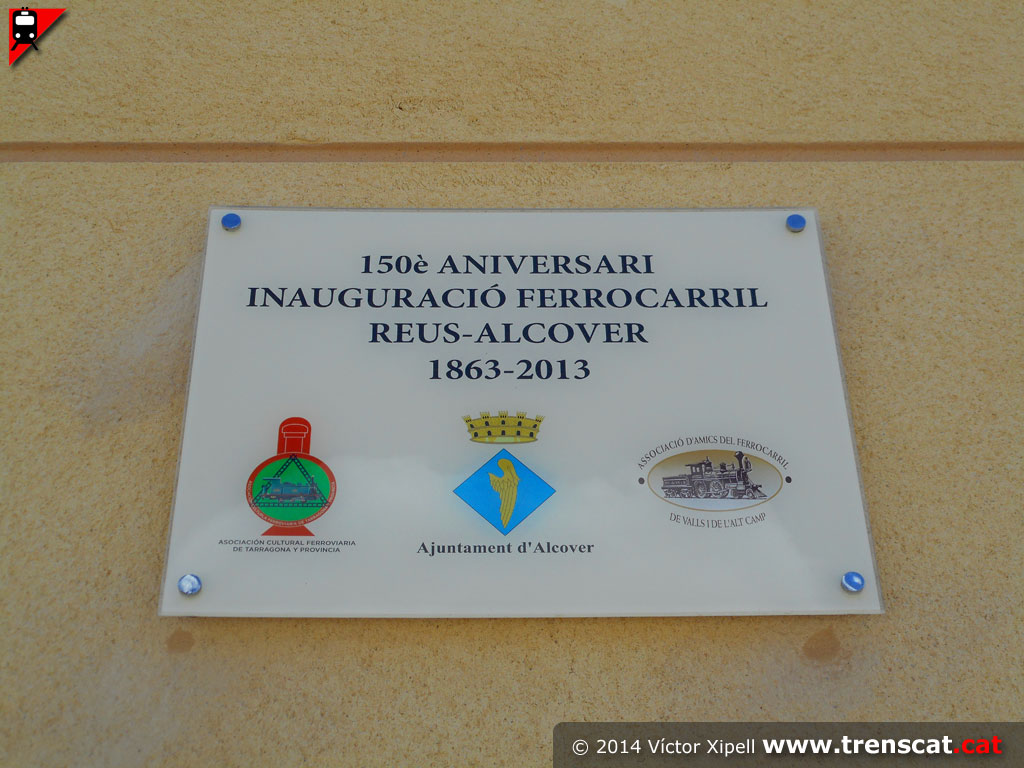 150è ANIVERSARI
INAUGURACIÓ FERROCARRIL
REUS-ALCOVER
1863-2013
ASOCIACIÓN CULTURAL FERROVIARIA
DE TARRAGONA Y PROVINCIA
Ajuntament d'Alcover
ASSOCIACIÓ D'AMICS DEL FERROCARRIL
DE VALLS I DE L'ALT CAMP
© 2014 Víctor Xipell www.trenscat.cat